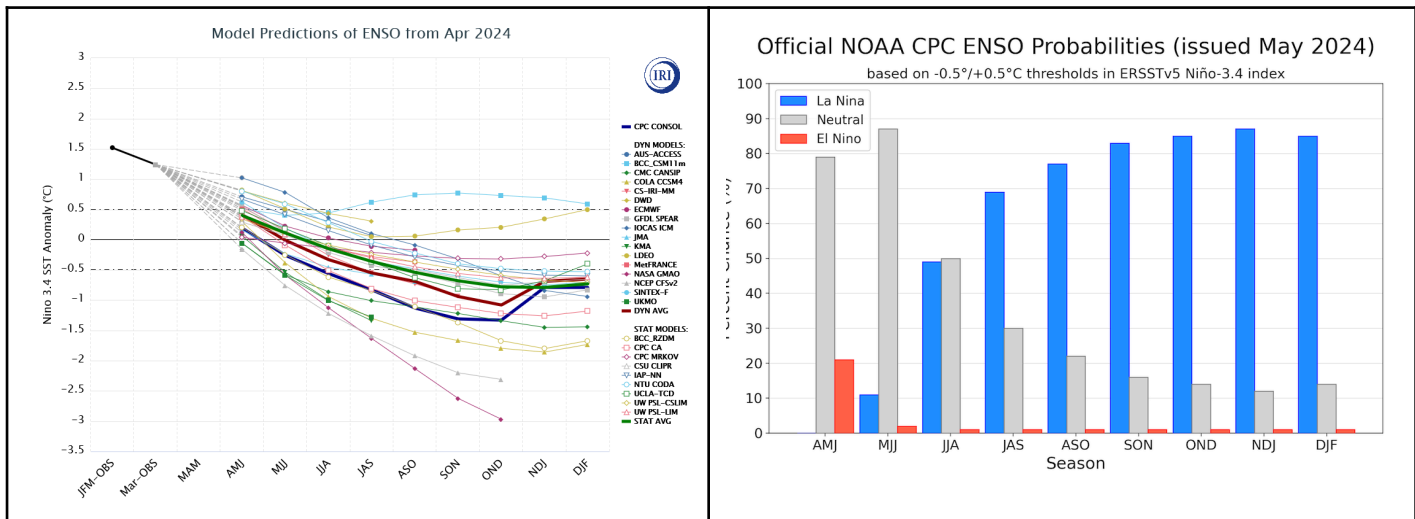 Model Predictions of ENSO from Apr 2024
IRI
3
2.5
2
1.5
1
0.5
0
−0.5
−1
−1.5
−2
−2.5
−3
−3.5
Nino 3.4 SST Anomaly (°C)
JFM-OBS
Mar-OBS
MAM
AMJ
MJJ
JJA
JAS
ASO
SON
OND
NDJ
DJF
CPC CONSOL
DYN MODELS:
AUS-ACCESS
BCC_CSM11m
CMC CANSIP
COLA CCSM4
CS-IRI-MM
DWD
ECMWF
GFDL SPEAR
IOCAS ICM
JMA
KMA
LDEO
MetFRANCE
NASA GMAO
NCEP CFSv2
SINTEX-F
UKMO
DYN AVG
STAT MODELS:
BCC_RZDM
CPC CA
CPC MRKOV
CSU CLIPR
IAP-NN
NTU CODA
UCLA-TCD
UW PSL-CSLIM
UW PSL-LIM
STAT AVG
Official NOAA CPC ENSO Probabilities (issued May 2024)
based on -0.5°/+0.5°C thresholds in ERSSTv5 Niño-3.4 index
La Nina
Neutral
El Nino
100
90
80
70
60
50
40
30
20
10
0
Percent Chance (%)
AMJ
MJJ
JJA
JAS
ASO
SON
OND
NDJ
DJF
Season